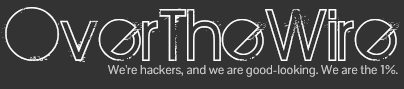 OverTheWire
We're hackers, and we are good-looking. We are the 1%.